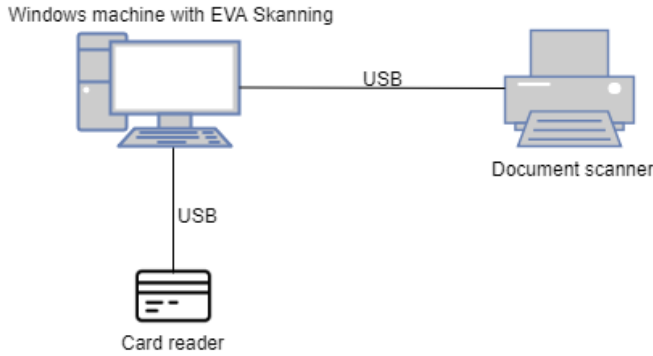 Windows machine with EVA Skanning
USB
Document scanner
USB
Card reader